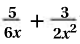 5/6x + 3/2x²